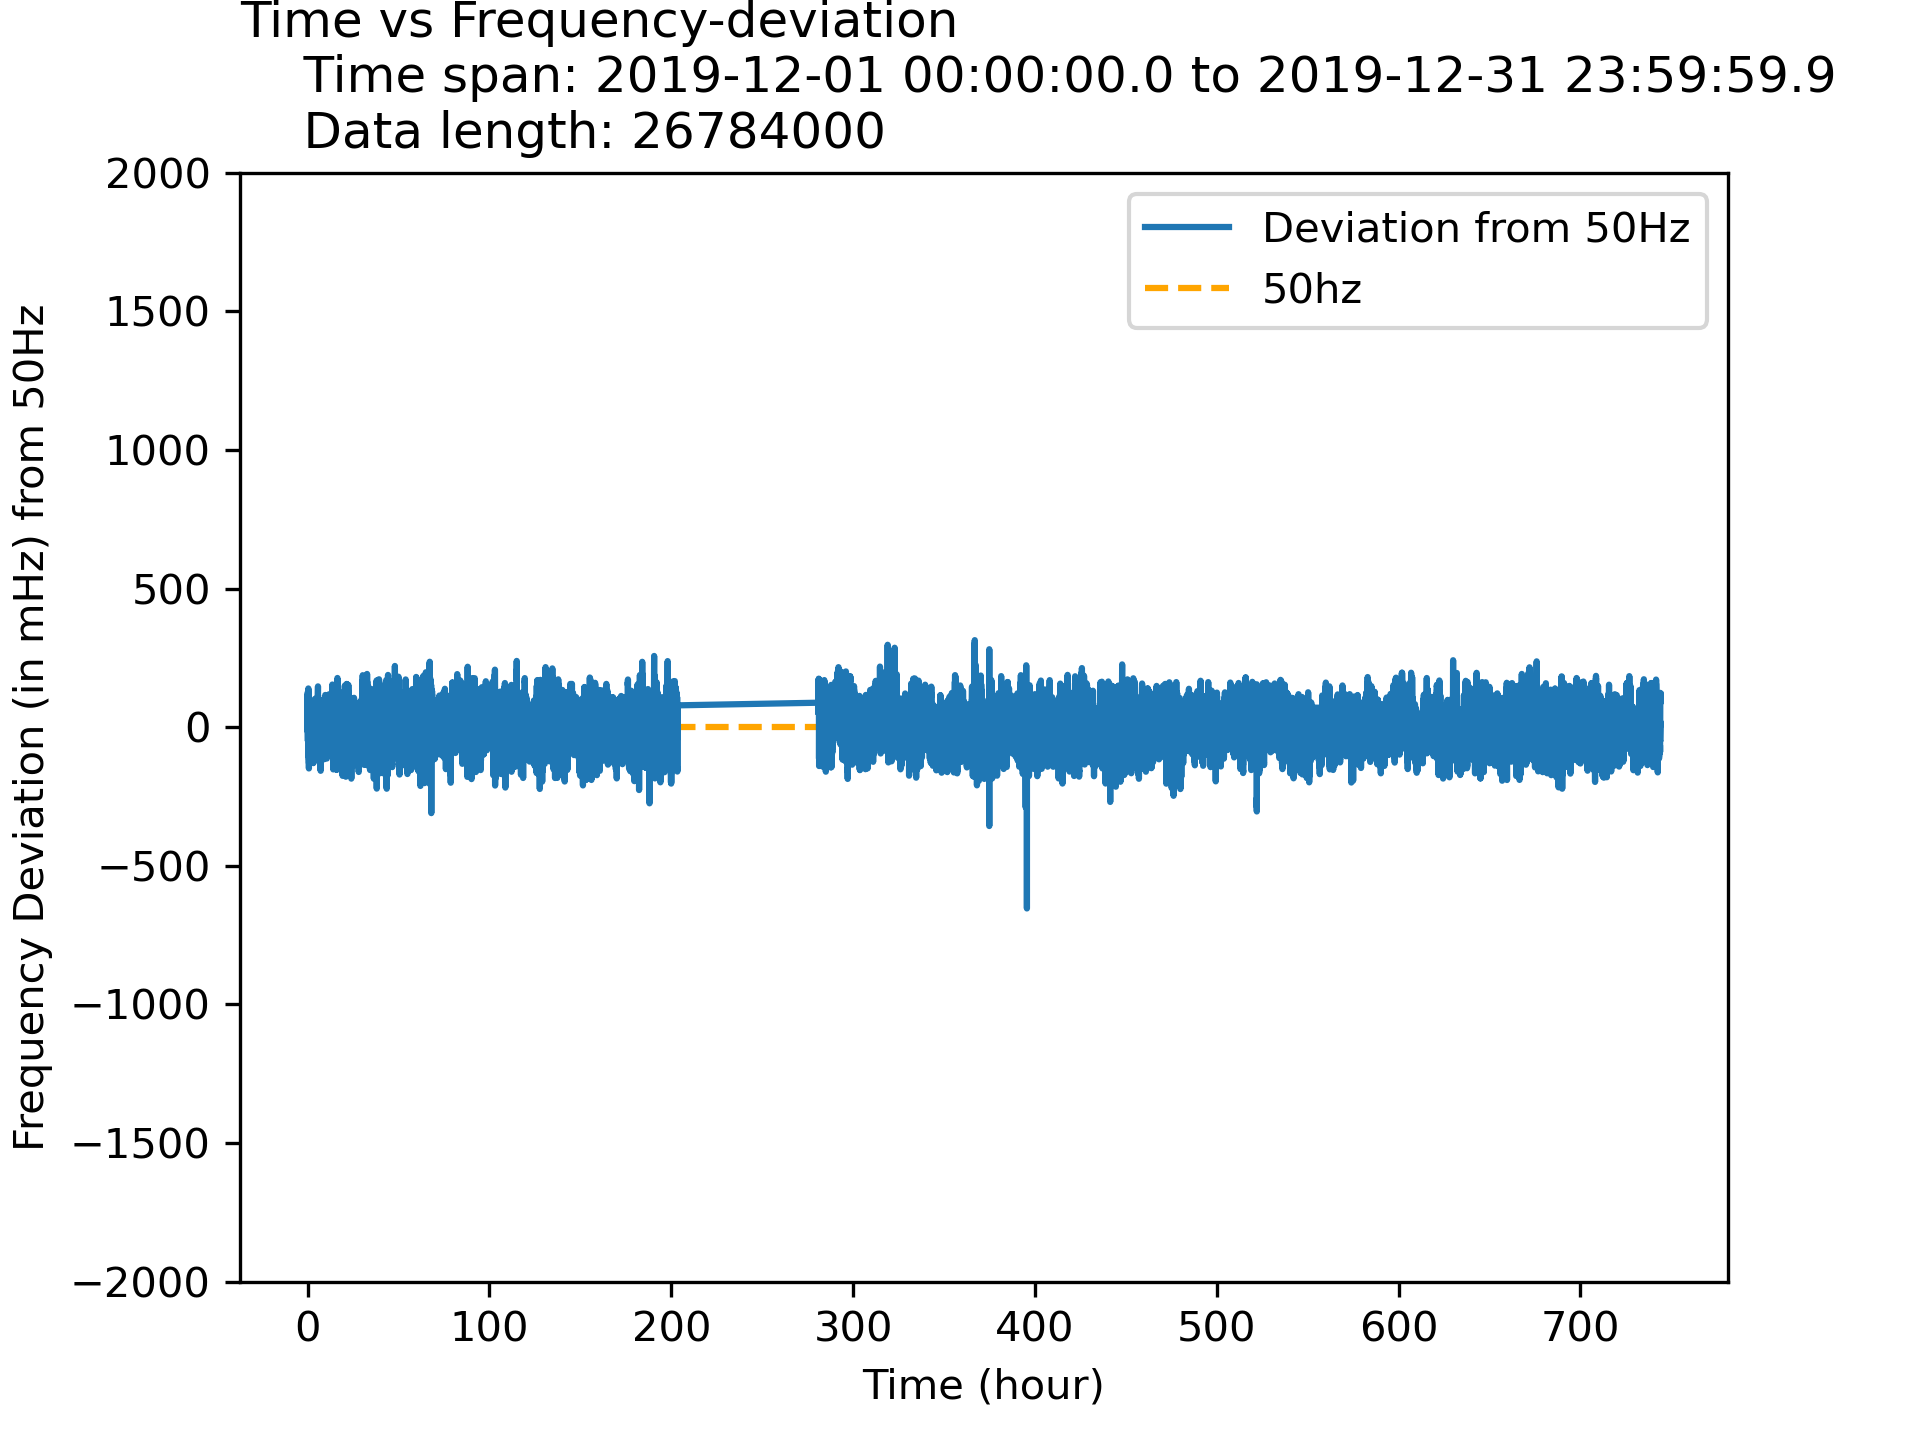 Time vs Frequency-deviation
Time span: 2019-12-01 00:00:00.0 to 2019-12-31 23:59:59.9
Data length: 26784000
Deviation from 50Hz
50hz
Frequency Deviation (in mHz) from 50Hz
2000
1500
1000
500
0
−500
−1000
−1500
−2000
0 100 200 300 400 500 600 700
Time (hour)